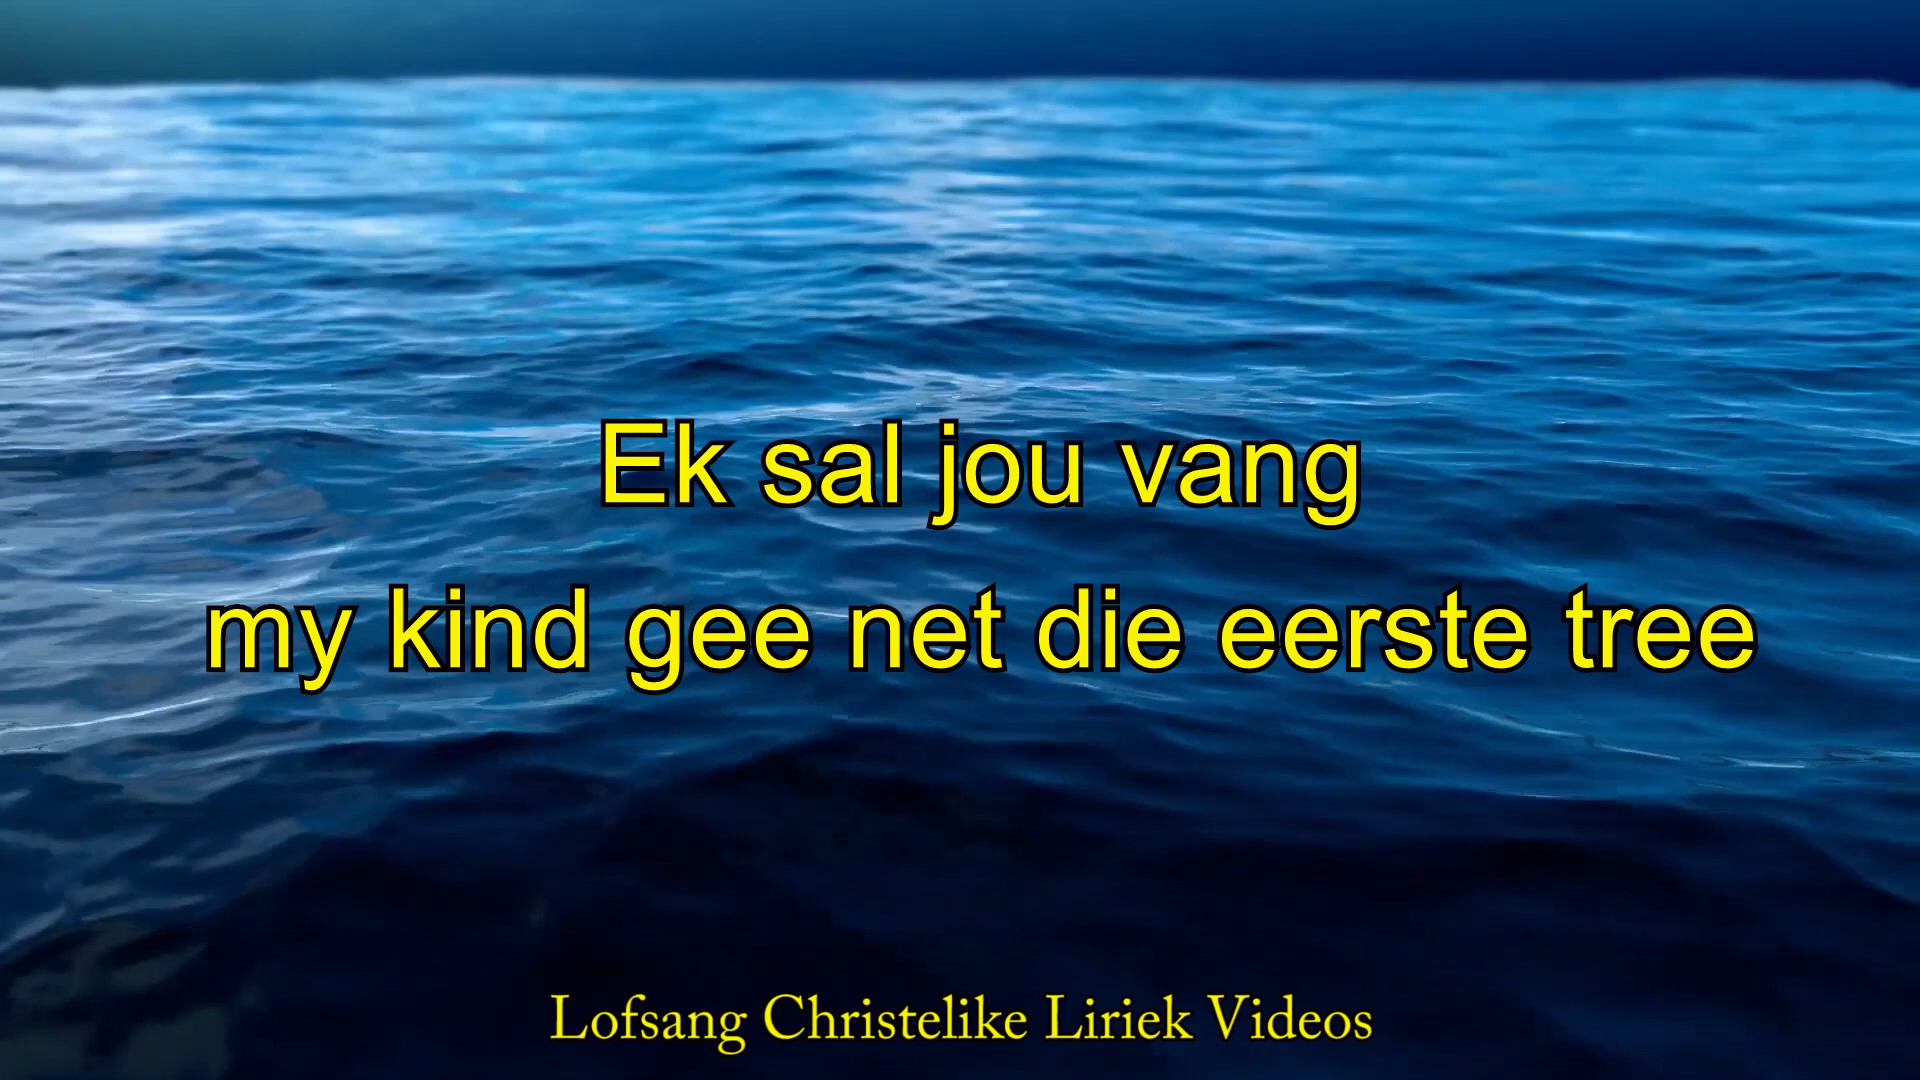 Ek sal jou vang
my kind gee net die eerste tree
Lofsang Christelike Liriek Videos